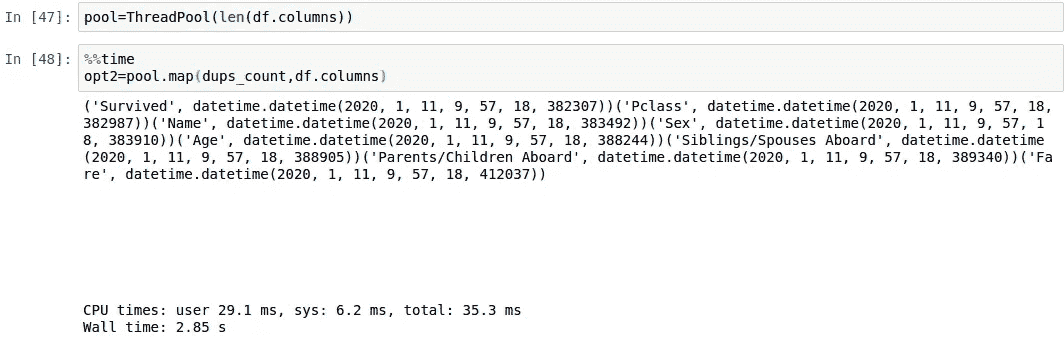 In [47]: pool=ThreadPool(len(df.columns))
In [48]: %%time
opt2=pool.map(dups_count,df.columns)
('Survived', datetime.datetime(2020, 1, 11, 9, 57, 18, 382307))('Pclass', datetime.datetime(2020, 1, 11, 9, 57, 18,
382987))('Name', datetime.datetime(2020, 1, 11, 9, 57, 18, 383492))('Sex', datetime.datetime(2020, 1, 11, 9, 57, 1
8, 383910))('Age', datetime.datetime(2020, 1, 11, 9, 57, 18, 388244))('Siblings/Spouses Aboard', datetime.datetime
(2020, 1, 11, 9, 57, 18, 388905))('Parents/Children Aboard', datetime.datetime(2020, 1, 11, 9, 57, 18, 389340))('Fa
re', datetime.datetime(2020, 1, 11, 9, 57, 18, 412037))
CPU times: user 29.1 ms, sys: 6.2 ms, total: 35.3 ms
Wall time: 2.85 s